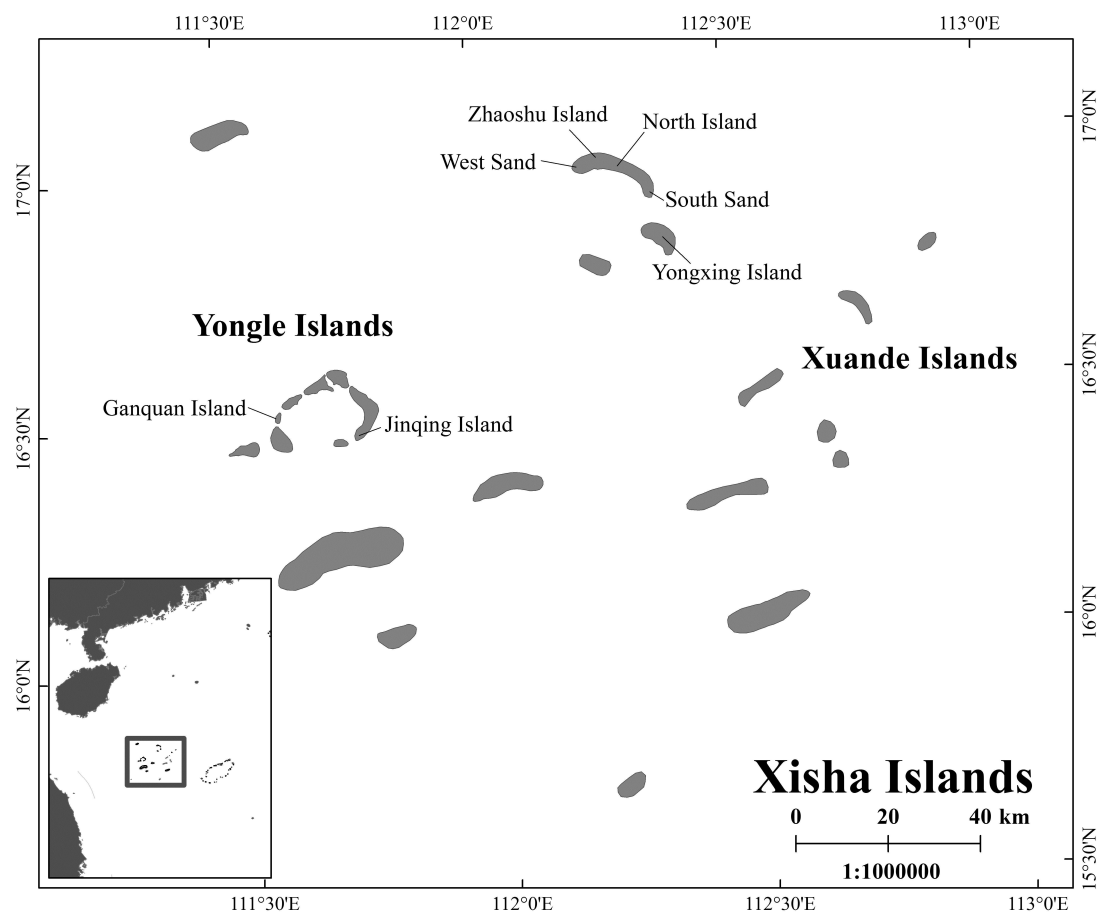 111°30'E
112°0'E
112°30'E
113°0'E
17°0'N
Zhaoshu Island
North Island
West Sand
17°0'N
South Sand
Yongxing Island
Yongle Islands
Xuande Islands
16°30'N
Ganquan Island
Jinqing Island
16°30'N
16°0'N
16°0'N
Xisha Islands
0 20 40 km
1:1000000
15°30'N
111°30'E
112°0'E
112°30'E
113°0'E